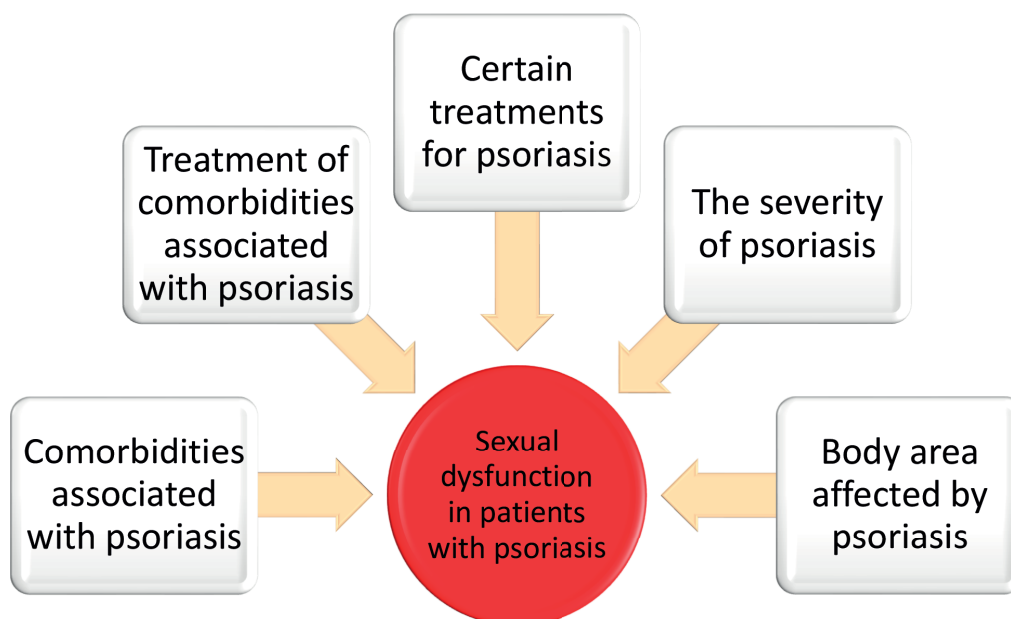 Certain
treatments
for psoriasis
Treatment of
comorbidities
associated
with psoriasis
The severity
of psoriasis
Comorbidities
associated
with psoriasis
Sexual
dysfunction
in patients
with psoriasis
Body area
affected by
psoriasis